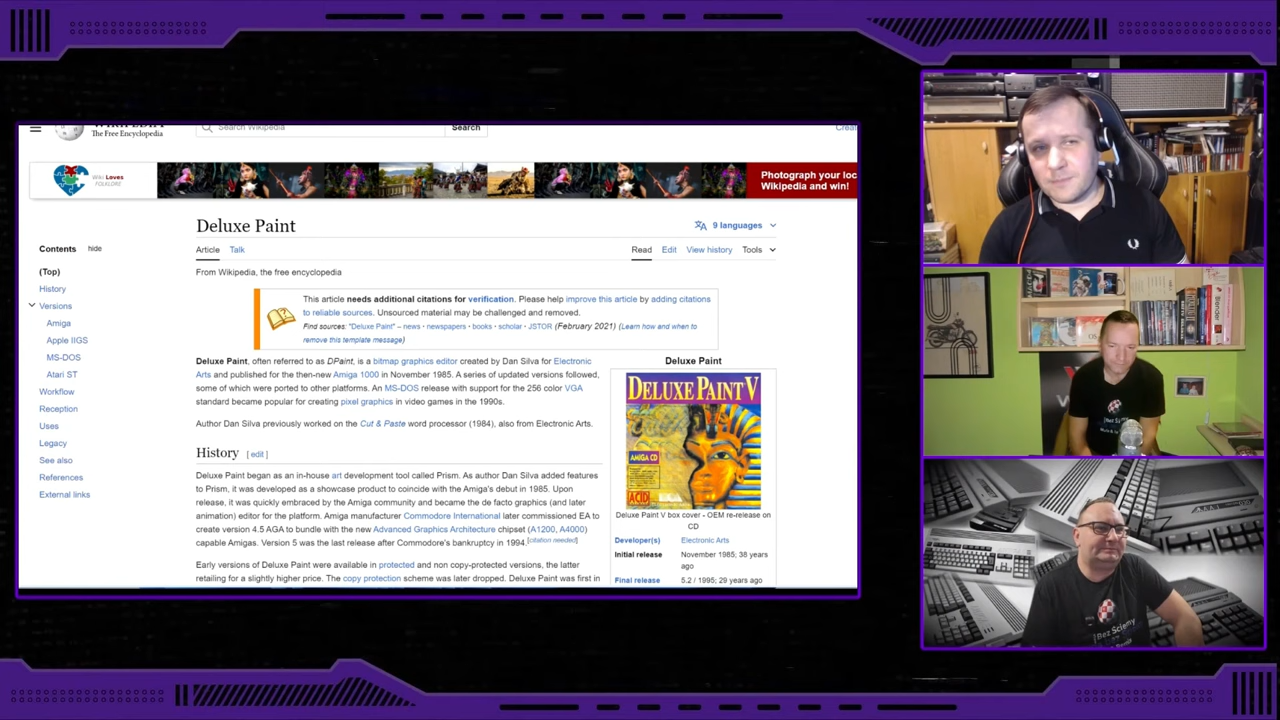 The Free Encyclopedia
Search Wikipedia
Search
Creat
Wiki Loves
FOLKLORE
Photograph your loc
Wikipedia and win!
Deluxe Paint
9 languages
Article
Talk
Read
Edit
View history
Tools
Contents
hide
(Top)
History
Versions
Amiga
Apple IIGS
MS-DOS
Atari ST
Workflow
Reception
Uses
Legacy
See also
References
External links
From Wikipedia, the free encyclopedia
This article needs additional citations for verification. Please help improve this article by adding citations
to reliable sources. Unsourced material may be challenged and removed.
Find sources: "Deluxe Paint" – news · newspapers · books · scholar · JSTOR (February 2021) (Learn how and when to
remove this template message)
Deluxe Paint, often referred to as DPaint, is a bitmap graphics editor created by Dan Silva for Electronic
Arts and published for the then-new Amiga 1000 in November 1985. A series of updated versions followed,
some of which were ported to other platforms. An MS-DOS release with support for the 256 color VGA
standard became popular for creating pixel graphics in video games in the 1990s.
Author Dan Silva previously worked on the Cut & Paste word processor (1984), also from Electronic Arts.
History [ edit ]
Deluxe Paint began as an in-house art development tool called Prism. As author Dan Silva added features
to Prism, it was developed as a showcase product to coincide with the Amiga's debut in 1985. Upon
release, it was quickly embraced by the Amiga community and became the de facto graphics (and later
animation) editor for the platform. Amiga manufacturer Commodore International later commissioned EA to
create version 4.5 AGA to bundle with the new Advanced Graphics Architecture chipset (A1200, A4000)
capable Amigas. Version 5 was the last release after Commodore's bankruptcy in 1994.[citation needed]
Early versions of Deluxe Paint were available in protected and non copy-protected versions, the latter
retailing for a slightly higher price. The copy protection scheme was later dropped. Deluxe Paint was first in
Deluxe Paint
DELUXE PAINT V
AMIGA CD
ACID
Deluxe Paint V box cover - OEM re-release on
CD
Developer(s) Electronic Arts
Initial release November 1985; 38 years
ago
Final release 5.2 / 1995; 29 years ago